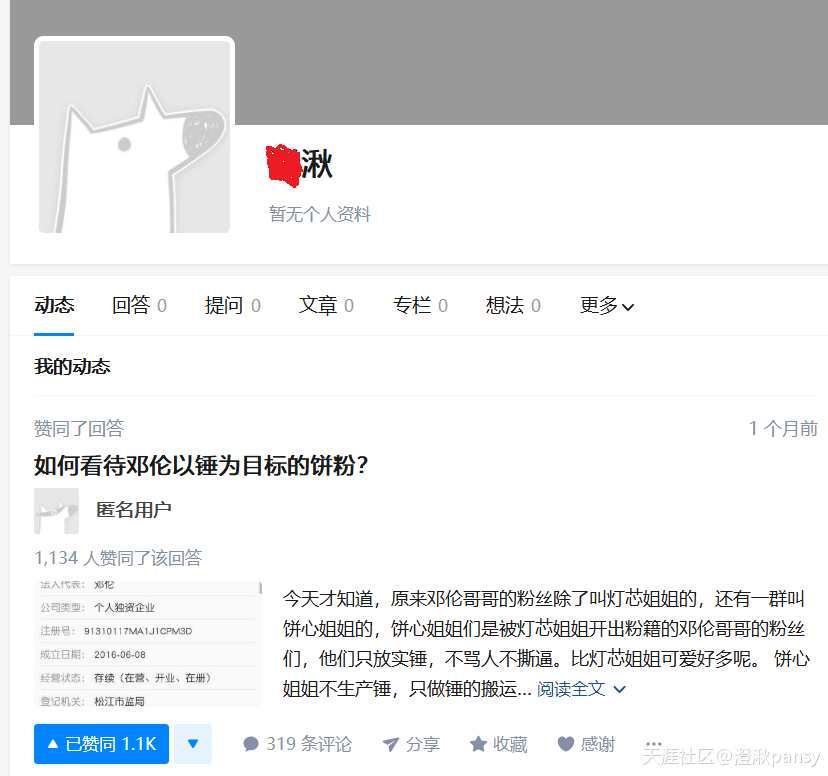 湫
暂无个人资料
动态 回答 0 提问 0 文章 0 专栏 0 想法 0 更多
我的动态
赞同了回答 1 个月前
如何看待邓伦以锤为目标的饼粉？
匿名用户
1,134 人赞同了该回答
法人代表： 邓伦
公司类型： 个人独资企业
注册号： 91310117MA1J1CPM3D
成立日期： 2016-06-08
经营状态： 存续（在营、开业、在册）
登记机关： 松江市监局
今天才知道，原来邓伦哥哥的粉丝除了叫灯芯姐姐的，还有一群叫
饼心姐姐的，饼心姐姐们是被灯芯姐姐开出粉籍的邓伦哥哥的粉丝
们，他们只放实锤，不骂人不撕逼。比灯芯姐姐可爱好多呢。 饼心
姐姐不生产锤，只做锤的搬运... 阅读全文
已赞同 1.1K 319 条评论 分享 收藏 感谢 ...
天涯社区@澄湫pansy